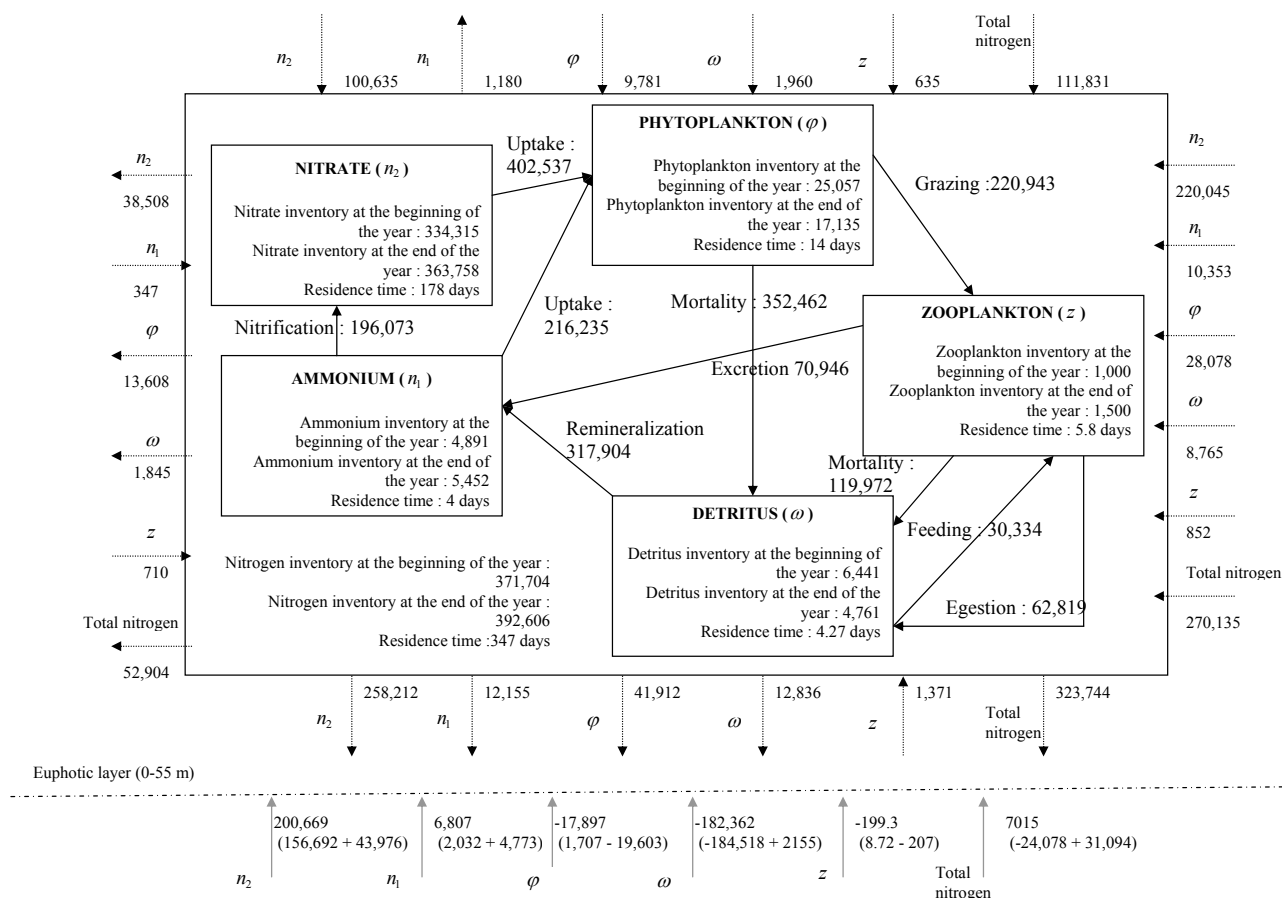 Total
nitrogen
n₂
n₁
φ
ω
z
100,635
1,180
9,781
1,960
635
111,831
PHYTOPLANKTON (φ)
Phytoplankton inventory at the
beginning of the year : 25,057
Phytoplankton inventory at the end of
the year : 17,135
Residence time : 14 days
Uptake :
402,537
NITRATE (n₂)
Nitrate inventory at the beginning of
the year : 334,315
Nitrate inventory at the end of the
year : 363,758
Residence time : 178 days
Grazing :220,943
n₂
38,508
n₁
347
φ
13,608
ω
1,845
z
710
Total nitrogen
52,904
n₂
220,045
n₁
10,353
φ
28,078
ω
8,765
z
852
Total nitrogen
270,135
Nitrification : 196,073
Uptake :
216,235
Mortality : 352,462
ZOOPLANKTON (z)
Zooplankton inventory at the
beginning of the year : 1,000
Zooplankton inventory at the end of
the year : 1,500
Residence time : 5.8 days
Excretion 70,946
AMMONIUM (n₁)
Ammonium inventory at the
beginning of the year : 4,891
Ammonium inventory at the end of
the year : 5,452
Residence time : 4 days
Remineralization
317,904
Mortality :
119,972
DETRITUS (ω)
Detritus inventory at the beginning of
the year : 6,441
Detritus inventory at the end of the
year : 4,761
Residence time : 4.27 days
Feeding : 30,334
Egestion : 62,819
Nitrogen inventory at the beginning of the year :
371,704
Nitrogen inventory at the end of the year :
392,606
Residence time :347 days
258,212
12,155
41,912
12,836
1,371
323,744
n₂
n₁
φ
ω
z
Total
nitrogen
Euphotic layer (0-55 m)
200,669
(156,692 + 43,976)
6,807
(2,032 + 4,773)
-17,897
(1,707 - 19,603)
-182,362
(-184,518 + 2155)
-199.3
(8.72 - 207)
7015
(-24,078 + 31,094)
n₂
n₁
φ
ω
z
Total
nitrogen